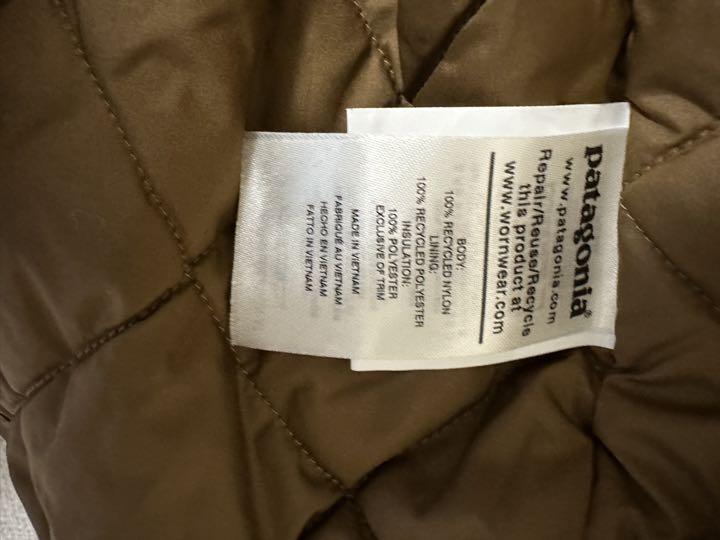 patagonia®
www.patagonia.com
Repair/Reuse/Recycle
this product at
www.wornwear.com
BODY:
100% RECYCLED NYLON
LINING:
100% RECYCLED POLYESTER
INSULATION:
100% POLYESTER
EXCLUSIVE OF TRIM
MADE IN VIETNAM
FABRIQUÉ AU VIETNAM
HECHO EN VIETNAM
FATTO IN VIETNAM